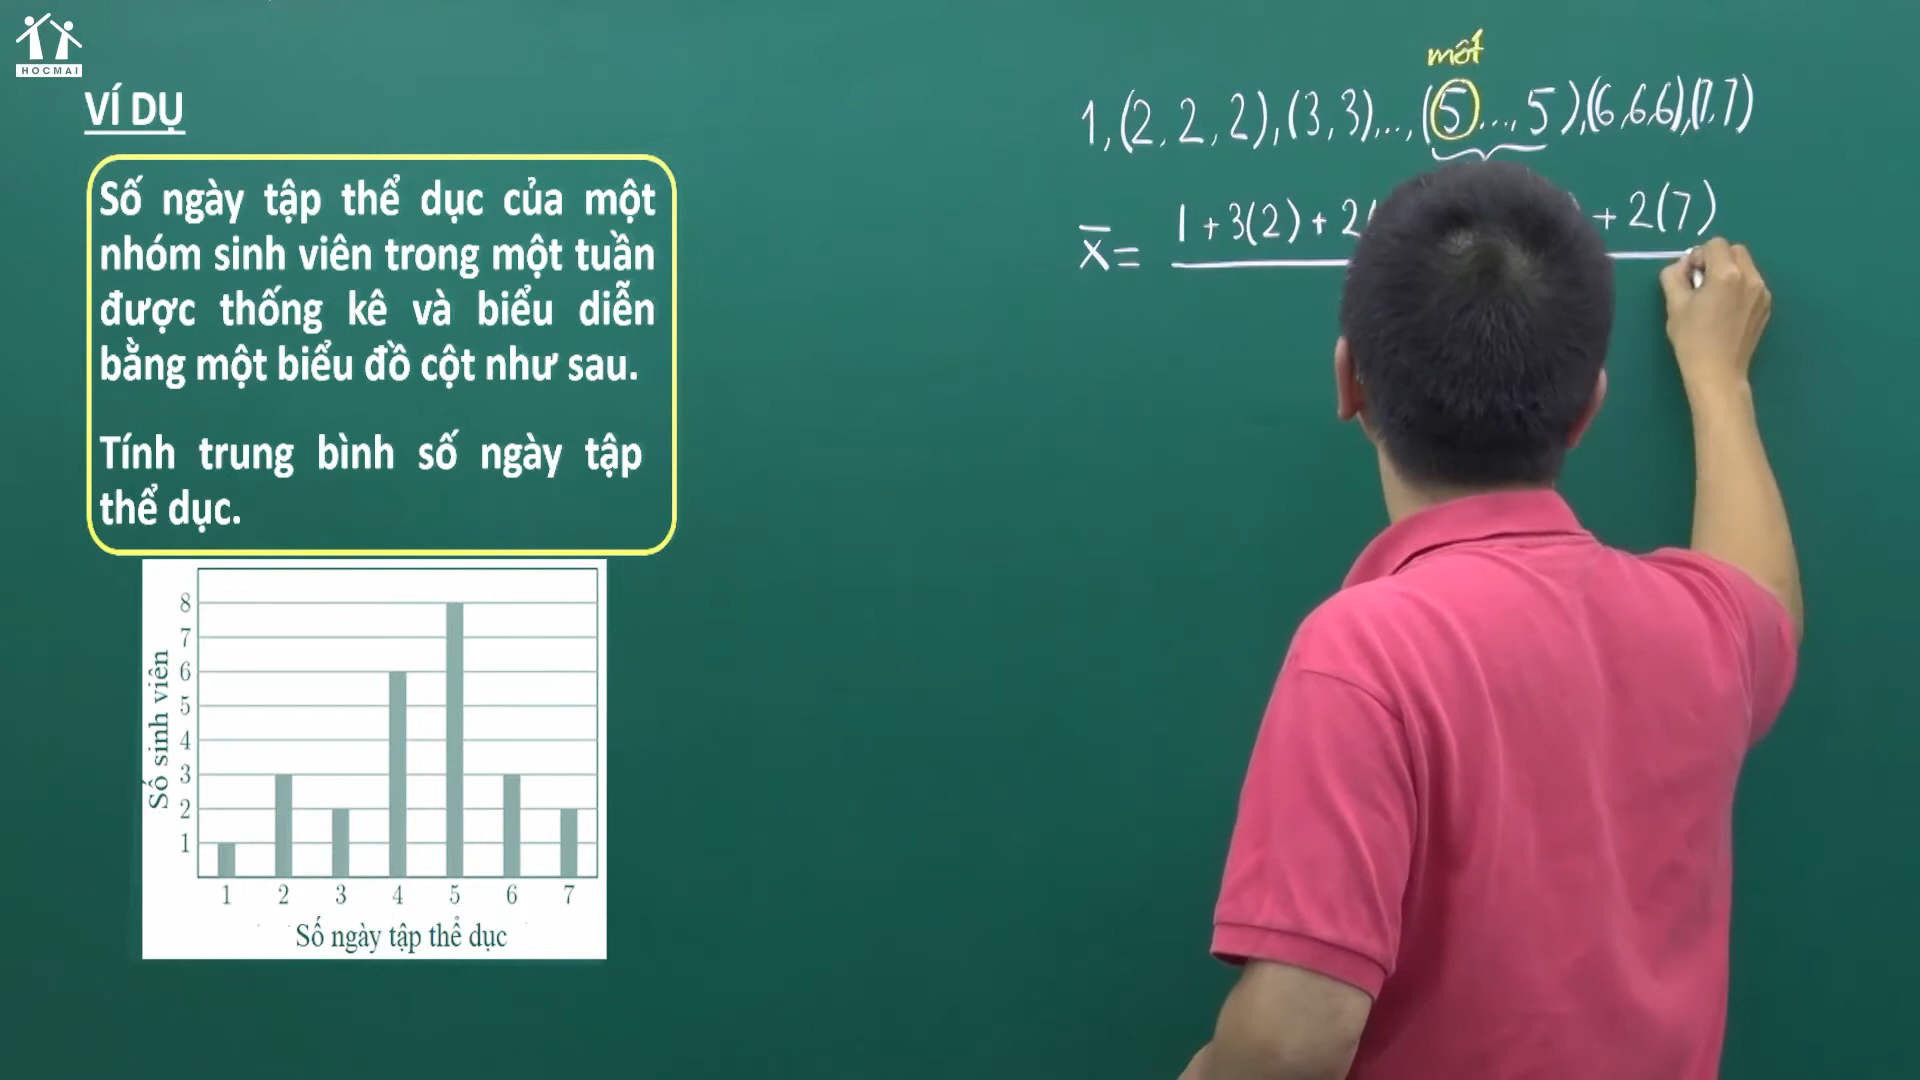 HOCMAI
VÍ DỤ
Số ngày tập thể dục của một
nhóm sinh viên trong một tuần
được thống kê và biểu diễn
bằng một biểu đồ cột như sau.
Tính trung bình số ngày tập
thể dục.
8
7
6
5
4
3
2
1
Số sinh viên
1 2 3 4 5 6 7
Số ngày tập thể dục
mốt
1, (2, 2, 2), (3, 3), ..., (5, ..., 5), (6, 6, 6), (7, 7)
x̄ = 1 + 3(2) + 2( ) + 2(7)